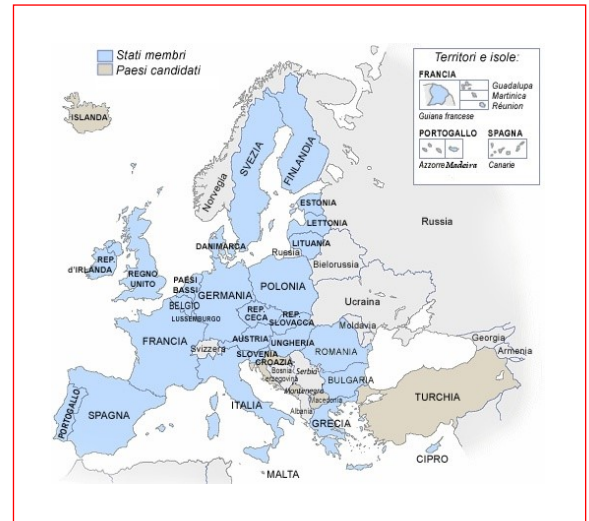 Stati membri
Paesi candidati
Territori e isole:
FRANCIA
Guadalupa
Martinica
Réunion
Guiana francese
PORTOGALLO
SPAGNA
Azzorre Madeira
Canarie
ISLANDA
SVEZIA
FINLANDIA
Norvegia
ESTONIA
Russia
LETTONIA
DANIMARCA
LITUANIA
Russia
REP.
d'IRLANDA
REGNO
UNITO
Bielorussia
PAESI
BASSI
POLONIA
BELGIO
GERMANIA
Ucraina
LUSSEMBURGO
REP.
CECA
REP.
SLOVACCA
Moldavia
FRANCIA
Svizzera
AUSTRIA
UNGHERIA
Georgia
SLOVENIA
ROMANIA
Armenia
CROAZIA
Bosnia
Erzegovina
Serbia
Montenegro
BULGARIA
PORTOGALLO
SPAGNA
ITALIA
Macedonia
TURCHIA
Albania
GRECIA
CIPRO
MALTA